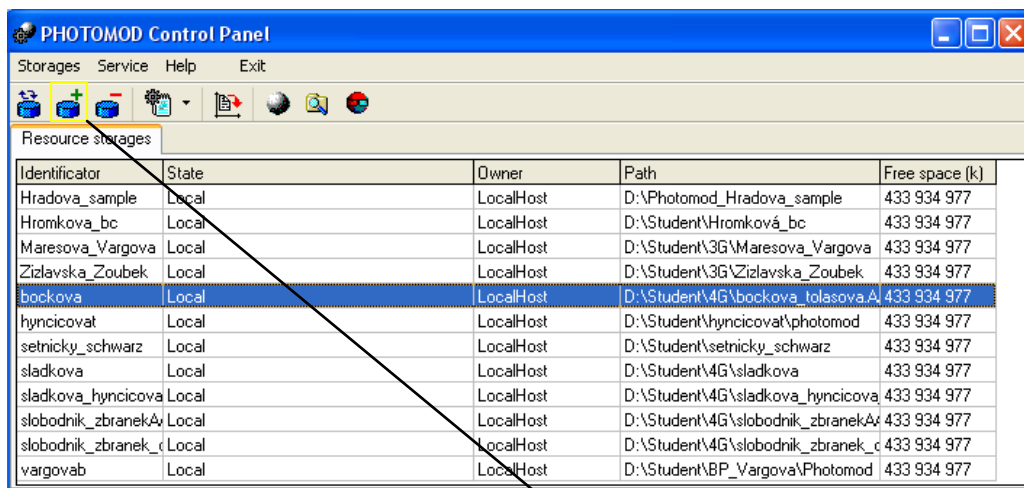 PHOTOMOD Control Panel
Storages Service Help Exit
Resource storages
Identificator State Owner Path Free space (k)
Hradova_sample Local LocalHost D:\Photomod_Hradova_sample 433 934 977
Hromkova_bc Local LocalHost D:\Student\Hromková_bc 433 934 977
Maresova_Vargova Local LocalHost D:\Student\3G\Maresova_Vargova 433 934 977
Zizlavska_Zoubek Local LocalHost D:\Student\3G\Zizlavska_Zoubek 433 934 977
bockova Local LocalHost D:\Student\4G\bockova_tolasova.A 433 934 977
hyncicovat Local LocalHost D:\Student\hyncicovat\photomod 433 934 977
setnicky_schwarz Local LocalHost D:\Student\setnicky_schwarz 433 934 977
sladkova Local LocalHost D:\Student\4G\sladkova 433 934 977
sladkova_hyncicova Local LocalHost D:\Student\4G\sladkova_hyncicova 433 934 977
slobodnik_zbranekA Local LocalHost D:\Student\4G\slobodnik_zbranekA 433 934 977
slobodnik_zbranek_c Local LocalHost D:\Student\4G\slobodnik_zbranek_c 433 934 977
vargovab Local LocalHost D:\Student\BP_Vargova\Photomod 433 934 977